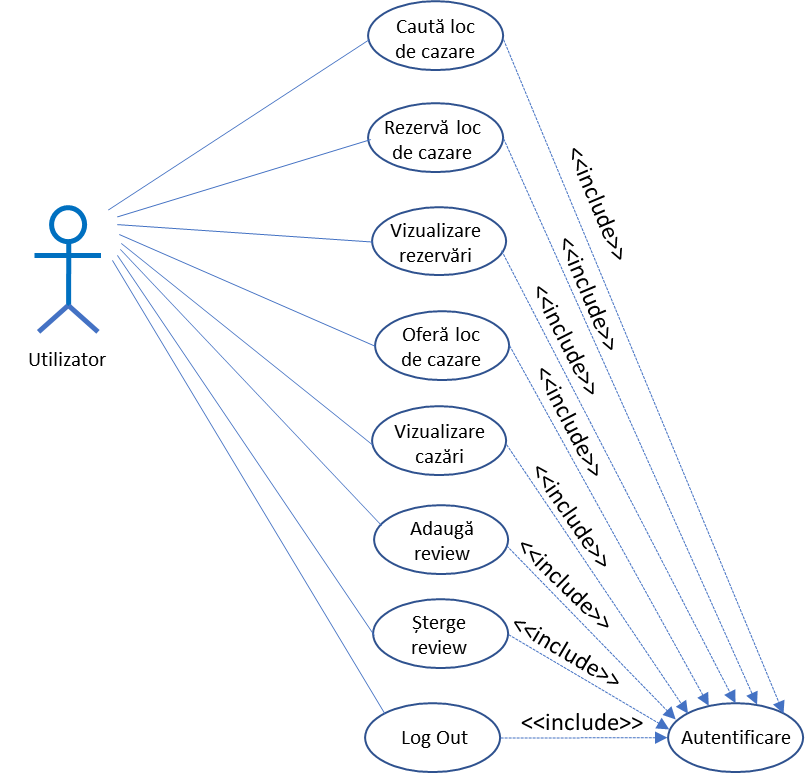 Caută loc
de cazare
Rezervă loc
de cazare
Vizualizare
rezervări
Oferă loc
de cazare
Vizualizare
cazări
Adaugă
review
Șterge
review
Log Out
Utilizator
<<include>>
<<include>>
<<include>>
<<include>>
<<include>>
<<include>>
<<include>>
<<include>>
Autentificare